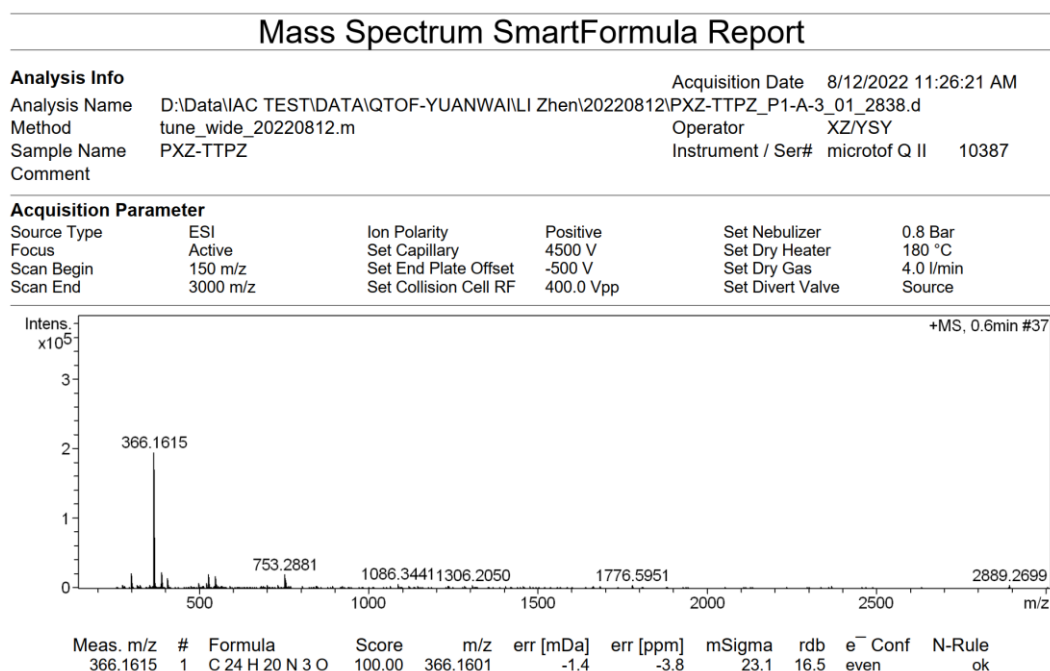 Mass Spectrum SmartFormula Report
Analysis Info
Acquisition Date 8/12/2022 11:26:21 AM
Analysis Name D:\Data\IAC TEST\DATA\QTOF-YUANWAI\LI Zhen\20220812\PXZ-TTPZ_P1-A-3_01_2838.d
Method tune_wide_20220812.m Operator XZ/YSY
Sample Name PXZ-TTPZ Instrument / Ser# microtof Q II 10387
Comment
Acquisition Parameter
Source Type ESI Ion Polarity Positive Set Nebulizer 0.8 Bar
Focus Active Set Capillary 4500 V Set Dry Heater 180 °C
Scan Begin 150 m/z Set End Plate Offset -500 V Set Dry Gas 4.0 l/min
Scan End 3000 m/z Set Collision Cell RF 400.0 Vpp Set Divert Valve Source
Intens. +MS, 0.6min #37
x10⁵
3
2 366.1615
1
753.2881 1086.3441 1306.2050 1776.5951 2889.2699
0
500 1000 1500 2000 2500 m/z
Meas. m/z # Formula Score m/z err [mDa] err [ppm] mSigma rdb e¯ Conf N-Rule
366.1615 1 C 24 H 20 N 3 O 100.00 366.1601 -1.4 -3.8 23.1 16.5 even ok